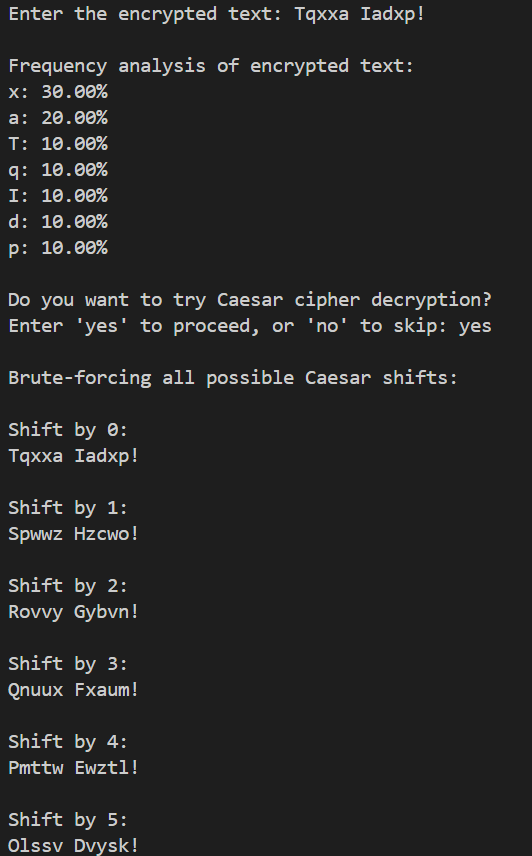 Enter the encrypted text: Tqxxa Iadxp!
Frequency analysis of encrypted text:
x: 30.00%
a: 20.00%
T: 10.00%
q: 10.00%
I: 10.00%
d: 10.00%
p: 10.00%
Do you want to try Caesar cipher decryption?
Enter 'yes' to proceed, or 'no' to skip: yes
Brute-forcing all possible Caesar shifts:
Shift by 0:
Tqxxa Iadxp!
Shift by 1:
Spwwz Hzcwo!
Shift by 2:
Rovvy Gybvn!
Shift by 3:
Qnuux Fxaum!
Shift by 4:
Pmttw Ewztl!
Shift by 5:
Olssv Dvysk!